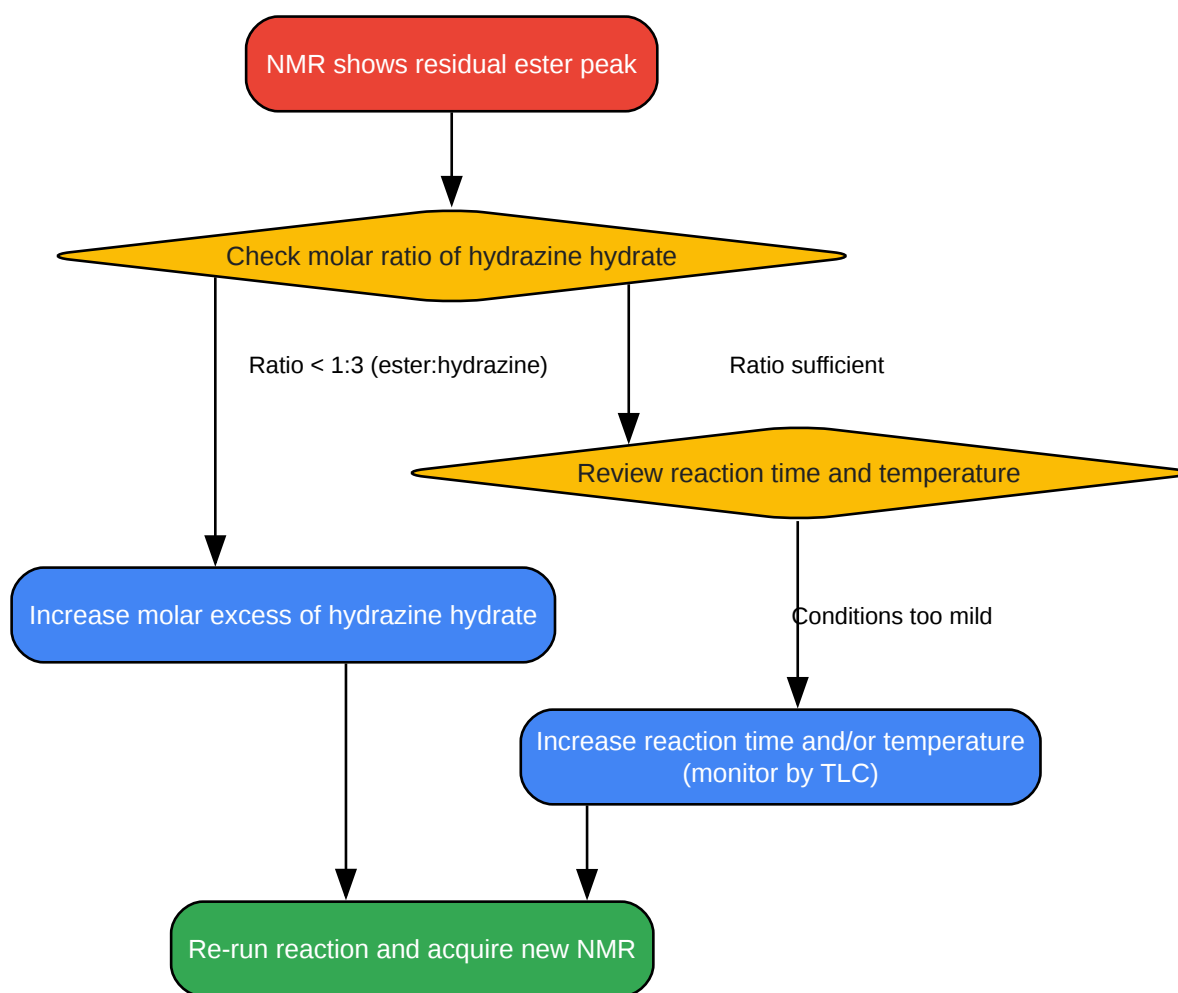 NMR shows residual ester peak
Check molar ratio of hydrazine hydrate
Ratio < 1:3 (ester:hydrazine)
Ratio sufficient
Review reaction time and temperature
Increase molar excess of hydrazine hydrate
Conditions too mild
Increase reaction time and/or temperature
(monitor by TLC)
Re-run reaction and acquire new NMR